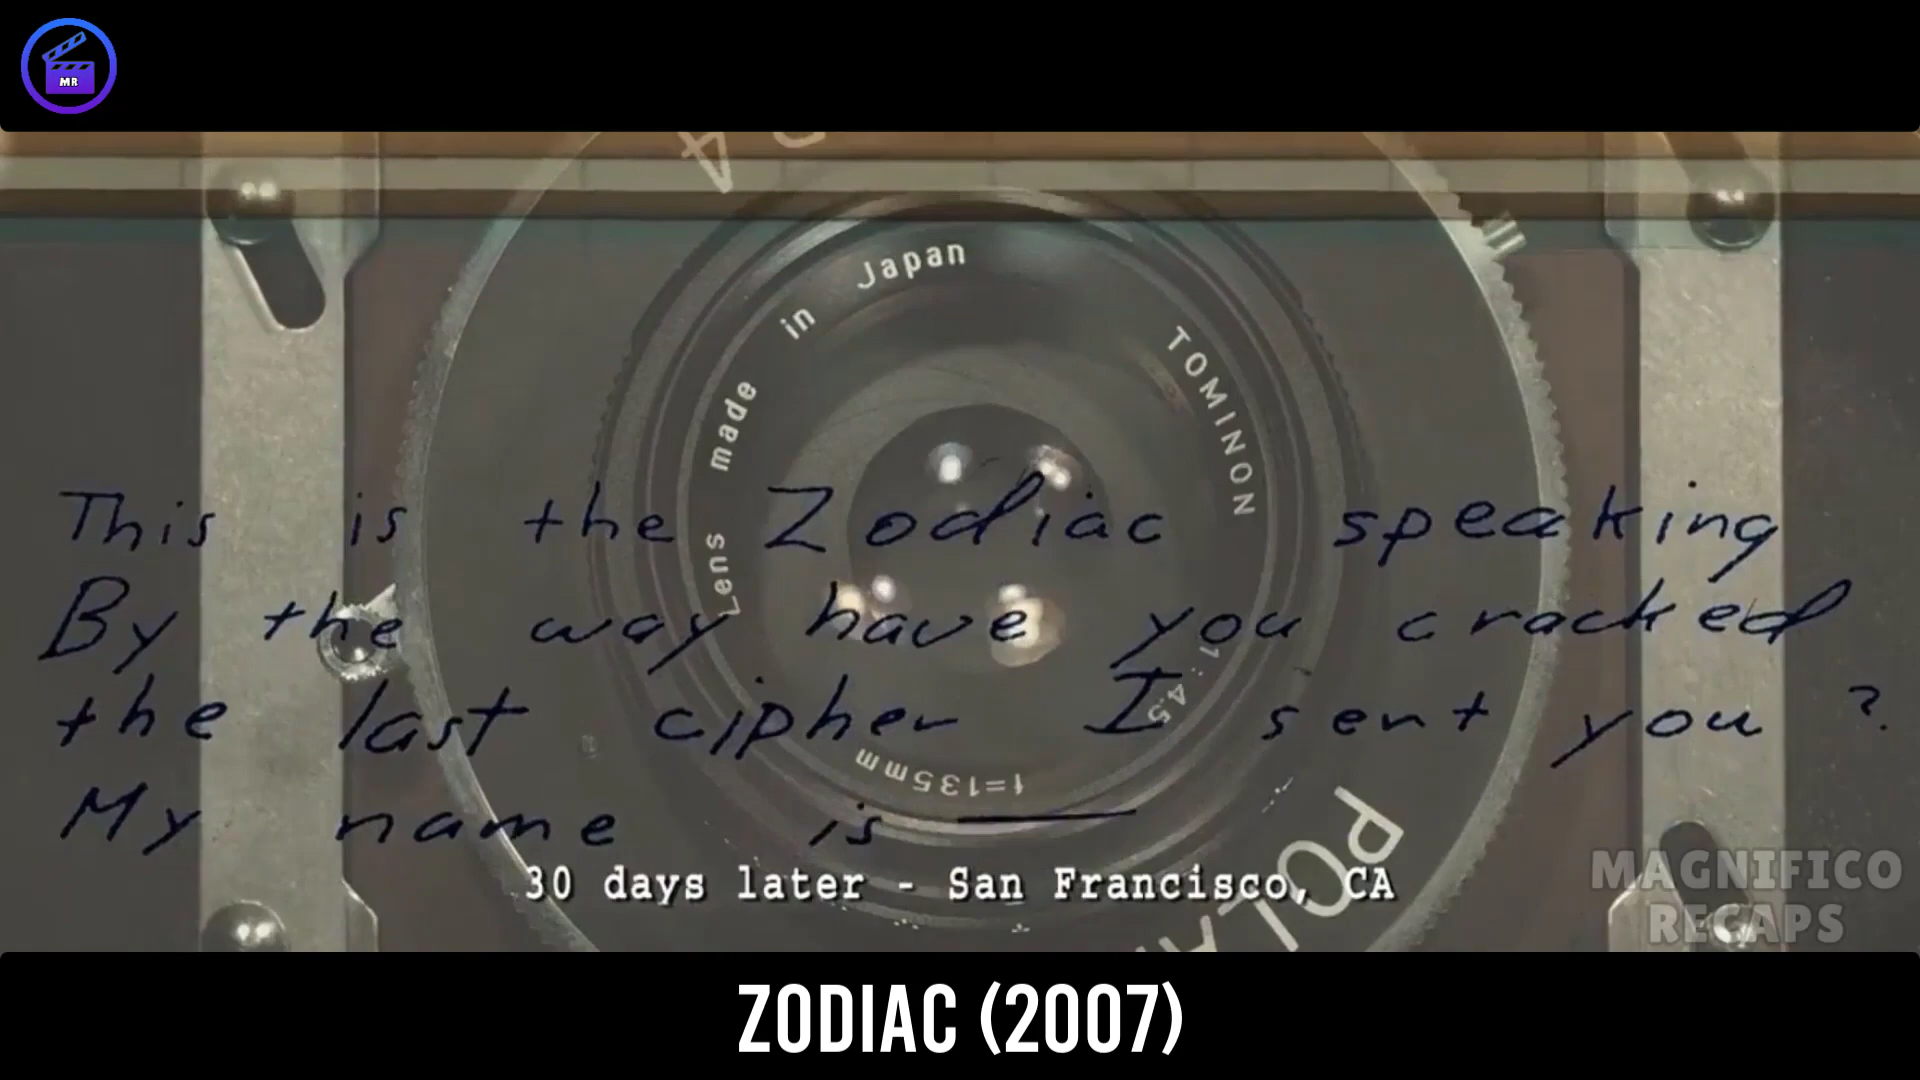 MR
4
Lens made in Japan
TOMINON
This is the Zodiac speaking
By the way have you cracked
the last cipher I sent you ?
My name is
1:4.5
f=135mm
30 days later - San Francisco, CA
MAGNIFICO
RECAPS
ZODIAC (2007)